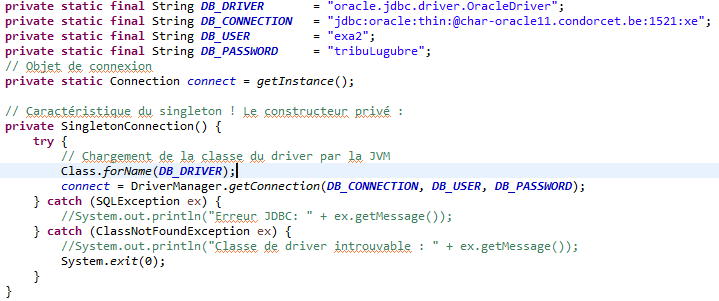 private static final String DB_DRIVER = "oracle.jdbc.driver.OracleDriver";
private static final String DB_CONNECTION = "jdbc:oracle:thin:@char-oracle11.condorcet.be:1521:xe";
private static final String DB_USER = "exa2";
private static final String DB_PASSWORD = "tribuLugubre";
// Objet de connexion
private static Connection connect = getInstance();

// Caractéristique du singleton ! Le constructeur privé :
private SingletonConnection() {
    try {
        // Chargement de la classe du driver par la JVM
        Class.forName(DB_DRIVER);
        connect = DriverManager.getConnection(DB_CONNECTION, DB_USER, DB_PASSWORD);
    } catch (SQLException ex) {
        //System.out.println("Erreur JDBC: " + ex.getMessage());
    } catch (ClassNotFoundException ex) {
        //System.out.println("Classe de driver introuvable : " + ex.getMessage());
        System.exit(0);
    }
}